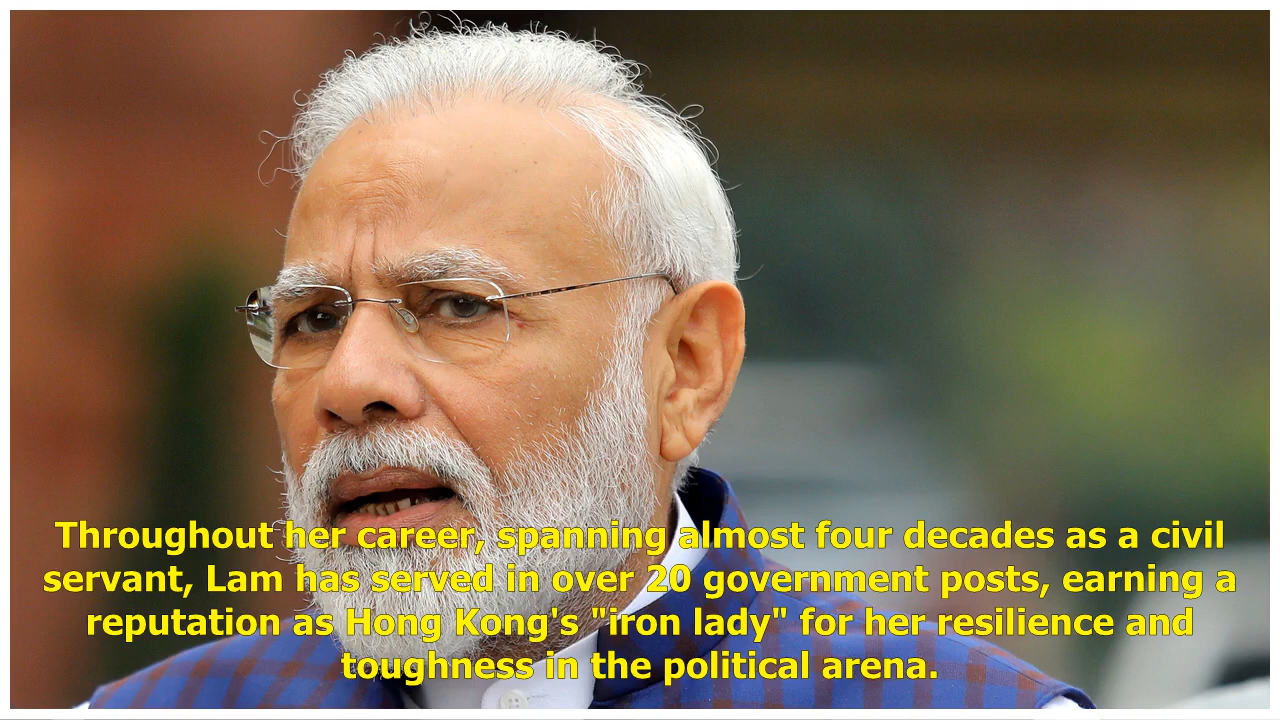 Throughout her career, spanning almost four decades as a civil
servant, Lam has served in over 20 government posts, earning a
reputation as Hong Kong's "iron lady" for her resilience and
toughness in the political arena.